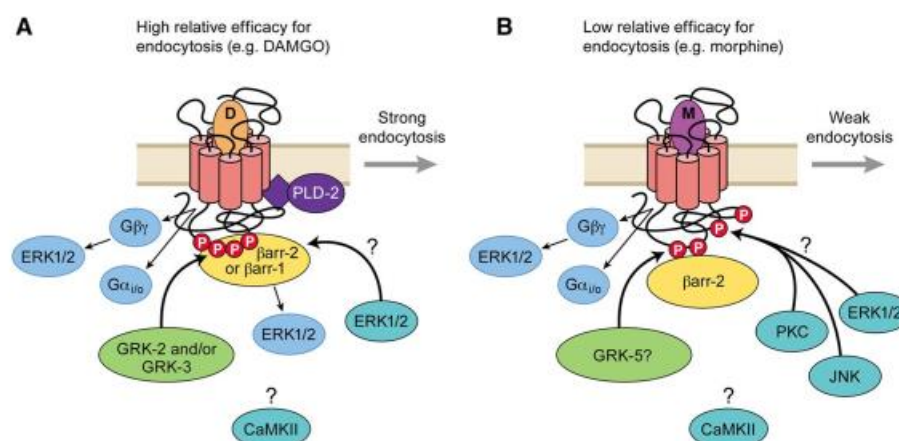 A
High relative efficacy for
endocytosis (e.g. DAMGO)
D
Strong
endocytosis
PLD-2
Gβγ
ERK1/2
Gαi/o
P
P
P
P
βarr-2
or βarr-1
?
GRK-2 and/or
GRK-3
ERK1/2
ERK1/2
?
CaMKII
B
Low relative efficacy for
endocytosis (e.g. morphine)
M
Weak
endocytosis
Gβγ
ERK1/2
Gαi/o
P
P
P
P
βarr-2
?
GRK-5?
PKC
ERK1/2
JNK
?
CaMKII